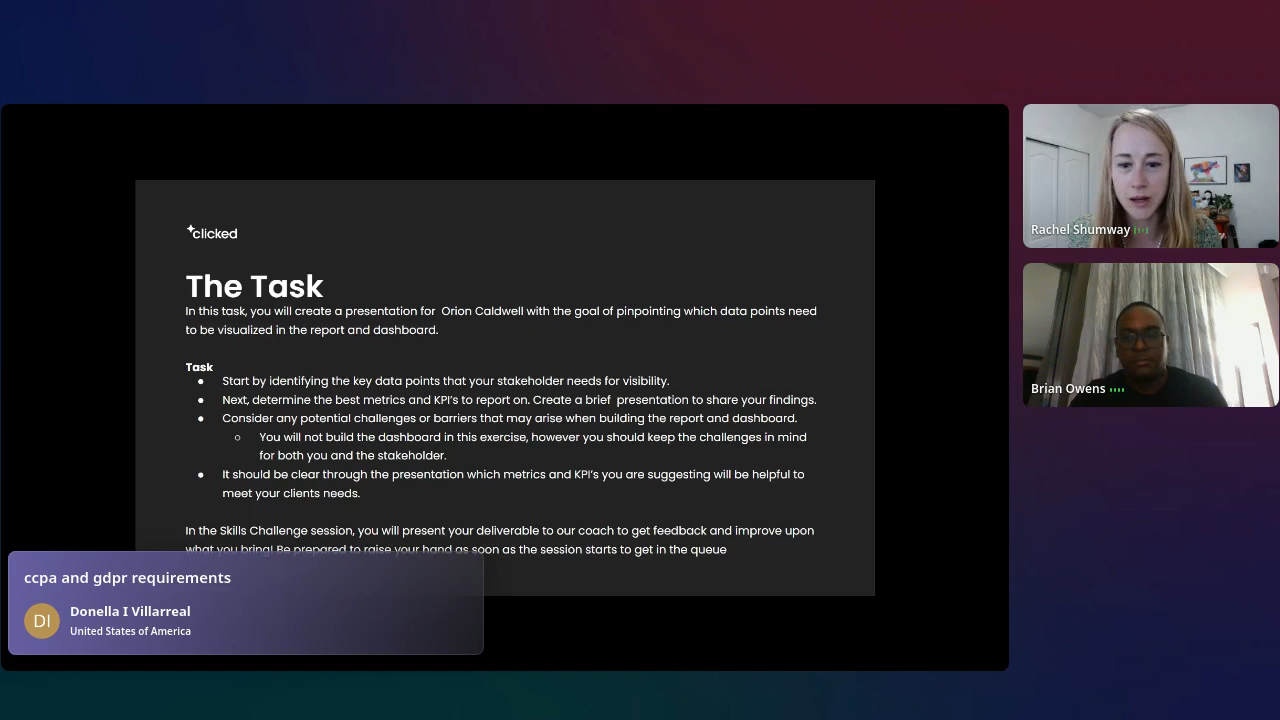 clicked
The Task
In this task, you will create a presentation for Orion Caldwell with the goal of pinpointing which data points need
to be visualized in the report and dashboard.
Task
● Start by identifying the key data points that your stakeholder needs for visibility.
● Next, determine the best metrics and KPI's to report on. Create a brief presentation to share your findings.
● Consider any potential challenges or barriers that may arise when building the report and dashboard.
○ You will not build the dashboard in this exercise, however you should keep the challenges in mind
for both you and the stakeholder.
● It should be clear through the presentation which metrics and KPI's you are suggesting will be helpful to
meet your clients needs.
In the Skills Challenge session, you will present your deliverable to our coach to get feedback and improve upon
what you bring! Be prepared to raise your hand as soon as the session starts to get in the queue
ccpa and gdpr requirements
DI
Donella I Villarreal
United States of America
Rachel Shumway
Brian Owens